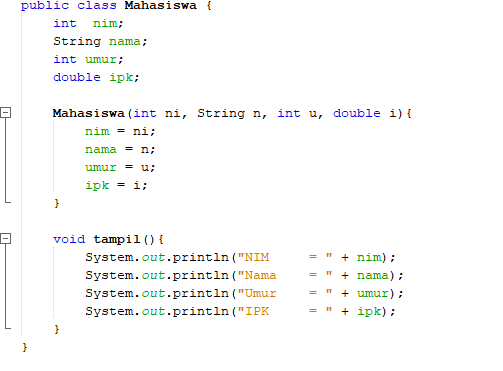 public class Mahasiswa {
    int  nim;
    String nama;
    int umur;
    double ipk;

    Mahasiswa(int ni, String n, int u, double i){
        nim = ni;
        nama = n;
        umur = u;
        ipk = i;
    }

    void tampil(){
        System.out.println("NIM     = " + nim);
        System.out.println("Nama    = " + nama);
        System.out.println("Umur    = " + umur);
        System.out.println("IPK     = " + ipk);
    }
}